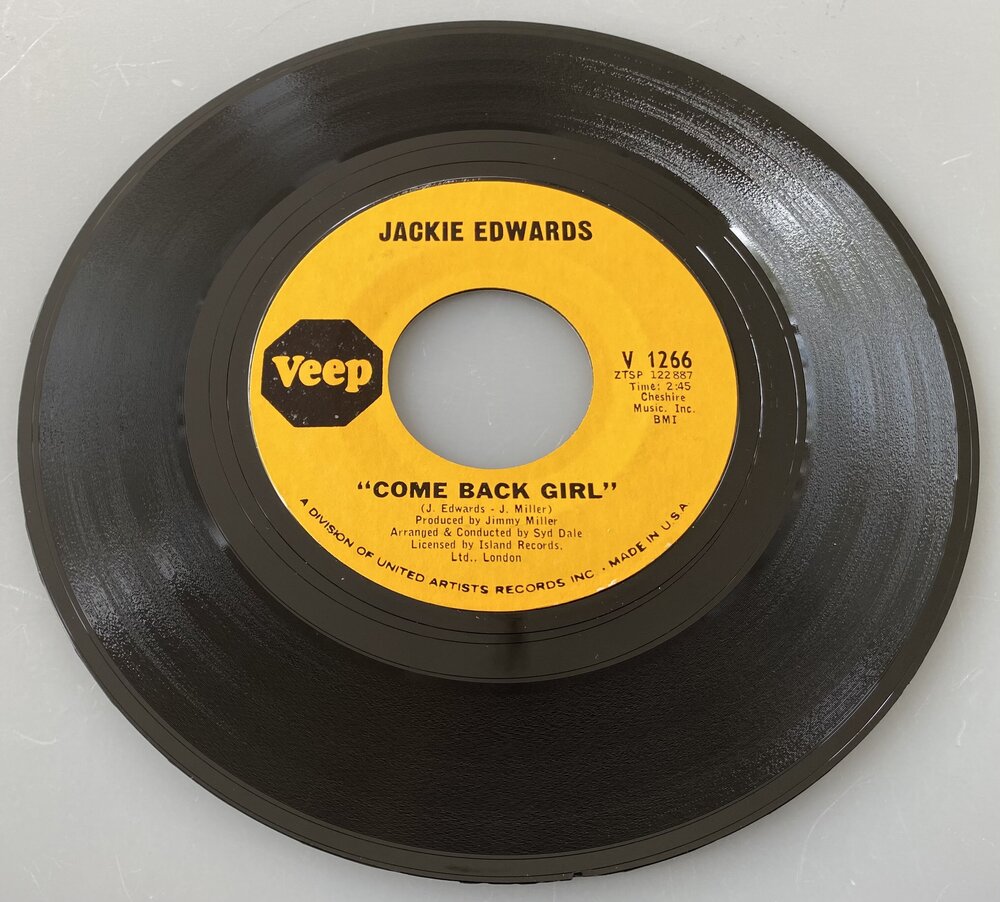 JACKIE EDWARDS
Veep
V 1266
ZTSP 122887
Time: 2:45
Cheshire
Music. Inc.
BMI
“COME BACK GIRL”
(J. Edwards - J. Miller)
Produced by Jimmy Miller
Arranged & Conducted by Syd Dale
Licensed by Island Records,
Ltd., London
A DIVISION OF UNITED ARTISTS RECORDS INC • MADE IN U.S.A